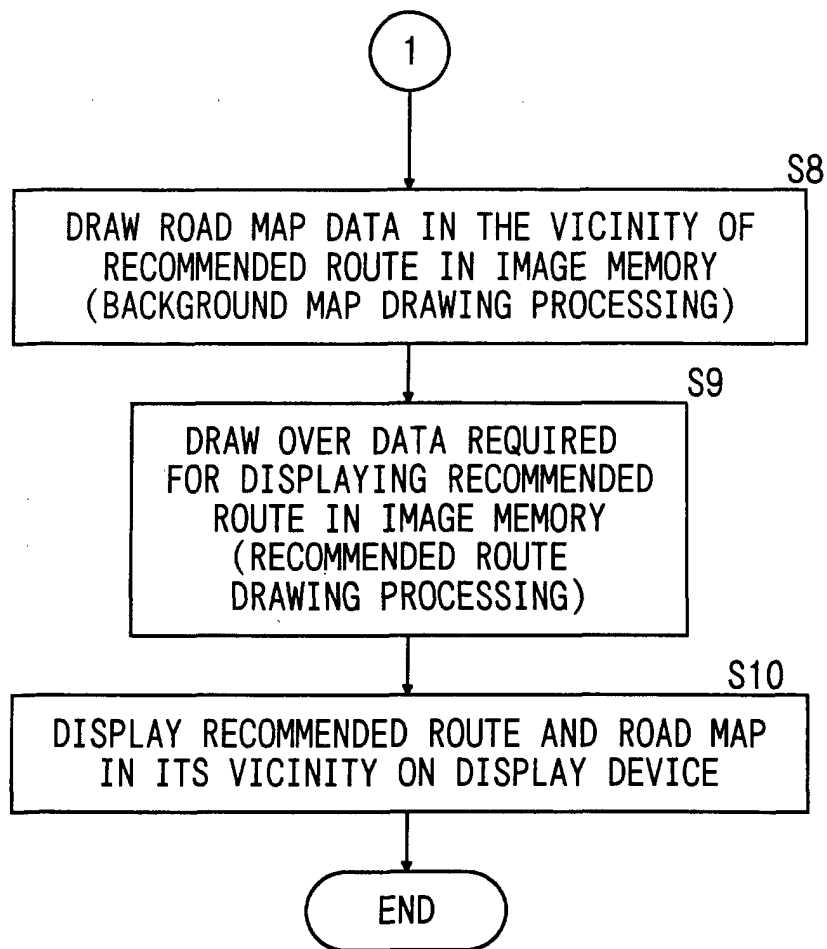 1
S8
DRAW ROAD MAP DATA IN THE VICINITY OF
RECOMMENDED ROUTE IN IMAGE MEMORY
(BACKGROUND MAP DRAWING PROCESSING)
S9
DRAW OVER DATA REQUIRED
FOR DISPLAYING RECOMMENDED
ROUTE IN IMAGE MEMORY
(RECOMMENDED ROUTE
DRAWING PROCESSING)
S10
DISPLAY RECOMMENDED ROUTE AND ROAD MAP
IN ITS VICINITY ON DISPLAY DEVICE
END